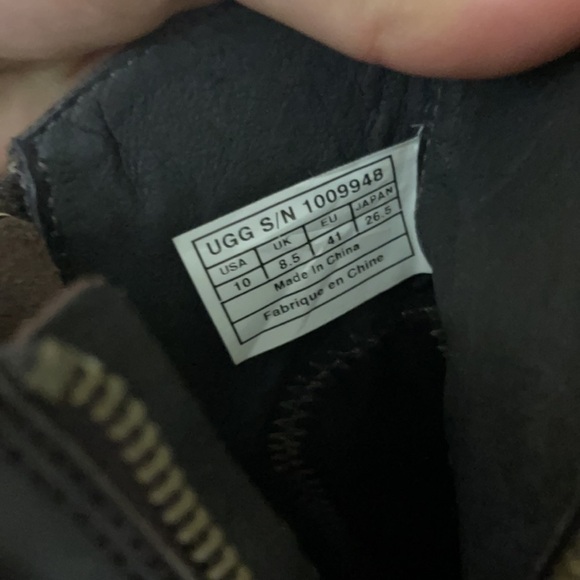 UGG S/N 1009948
USA UK EU JAPAN
10 8.5 41 26.5
Made in China
Fabrique en Chine